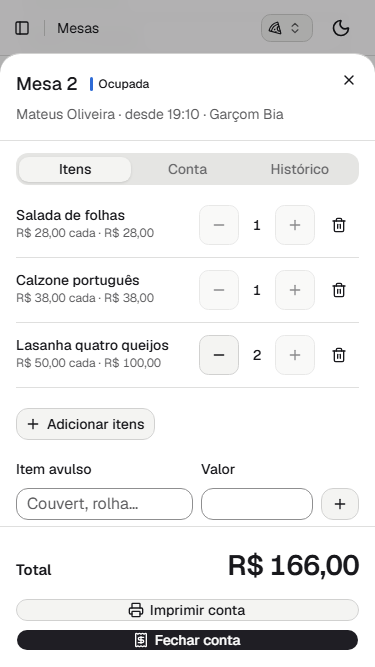 Mesas
Mesa 2 Ocupada
Mateus Oliveira · desde 19:10 · Garçom Bia
Itens Conta Histórico
Salada de folhas
R$ 28,00 cada · R$ 28,00
1
Calzone português
R$ 38,00 cada · R$ 38,00
1
Lasanha quatro queijos
R$ 50,00 cada · R$ 100,00
2
Adicionar itens
Item avulso Valor
Couvert, rolha...
Total R$ 166,00
Imprimir conta
Fechar conta